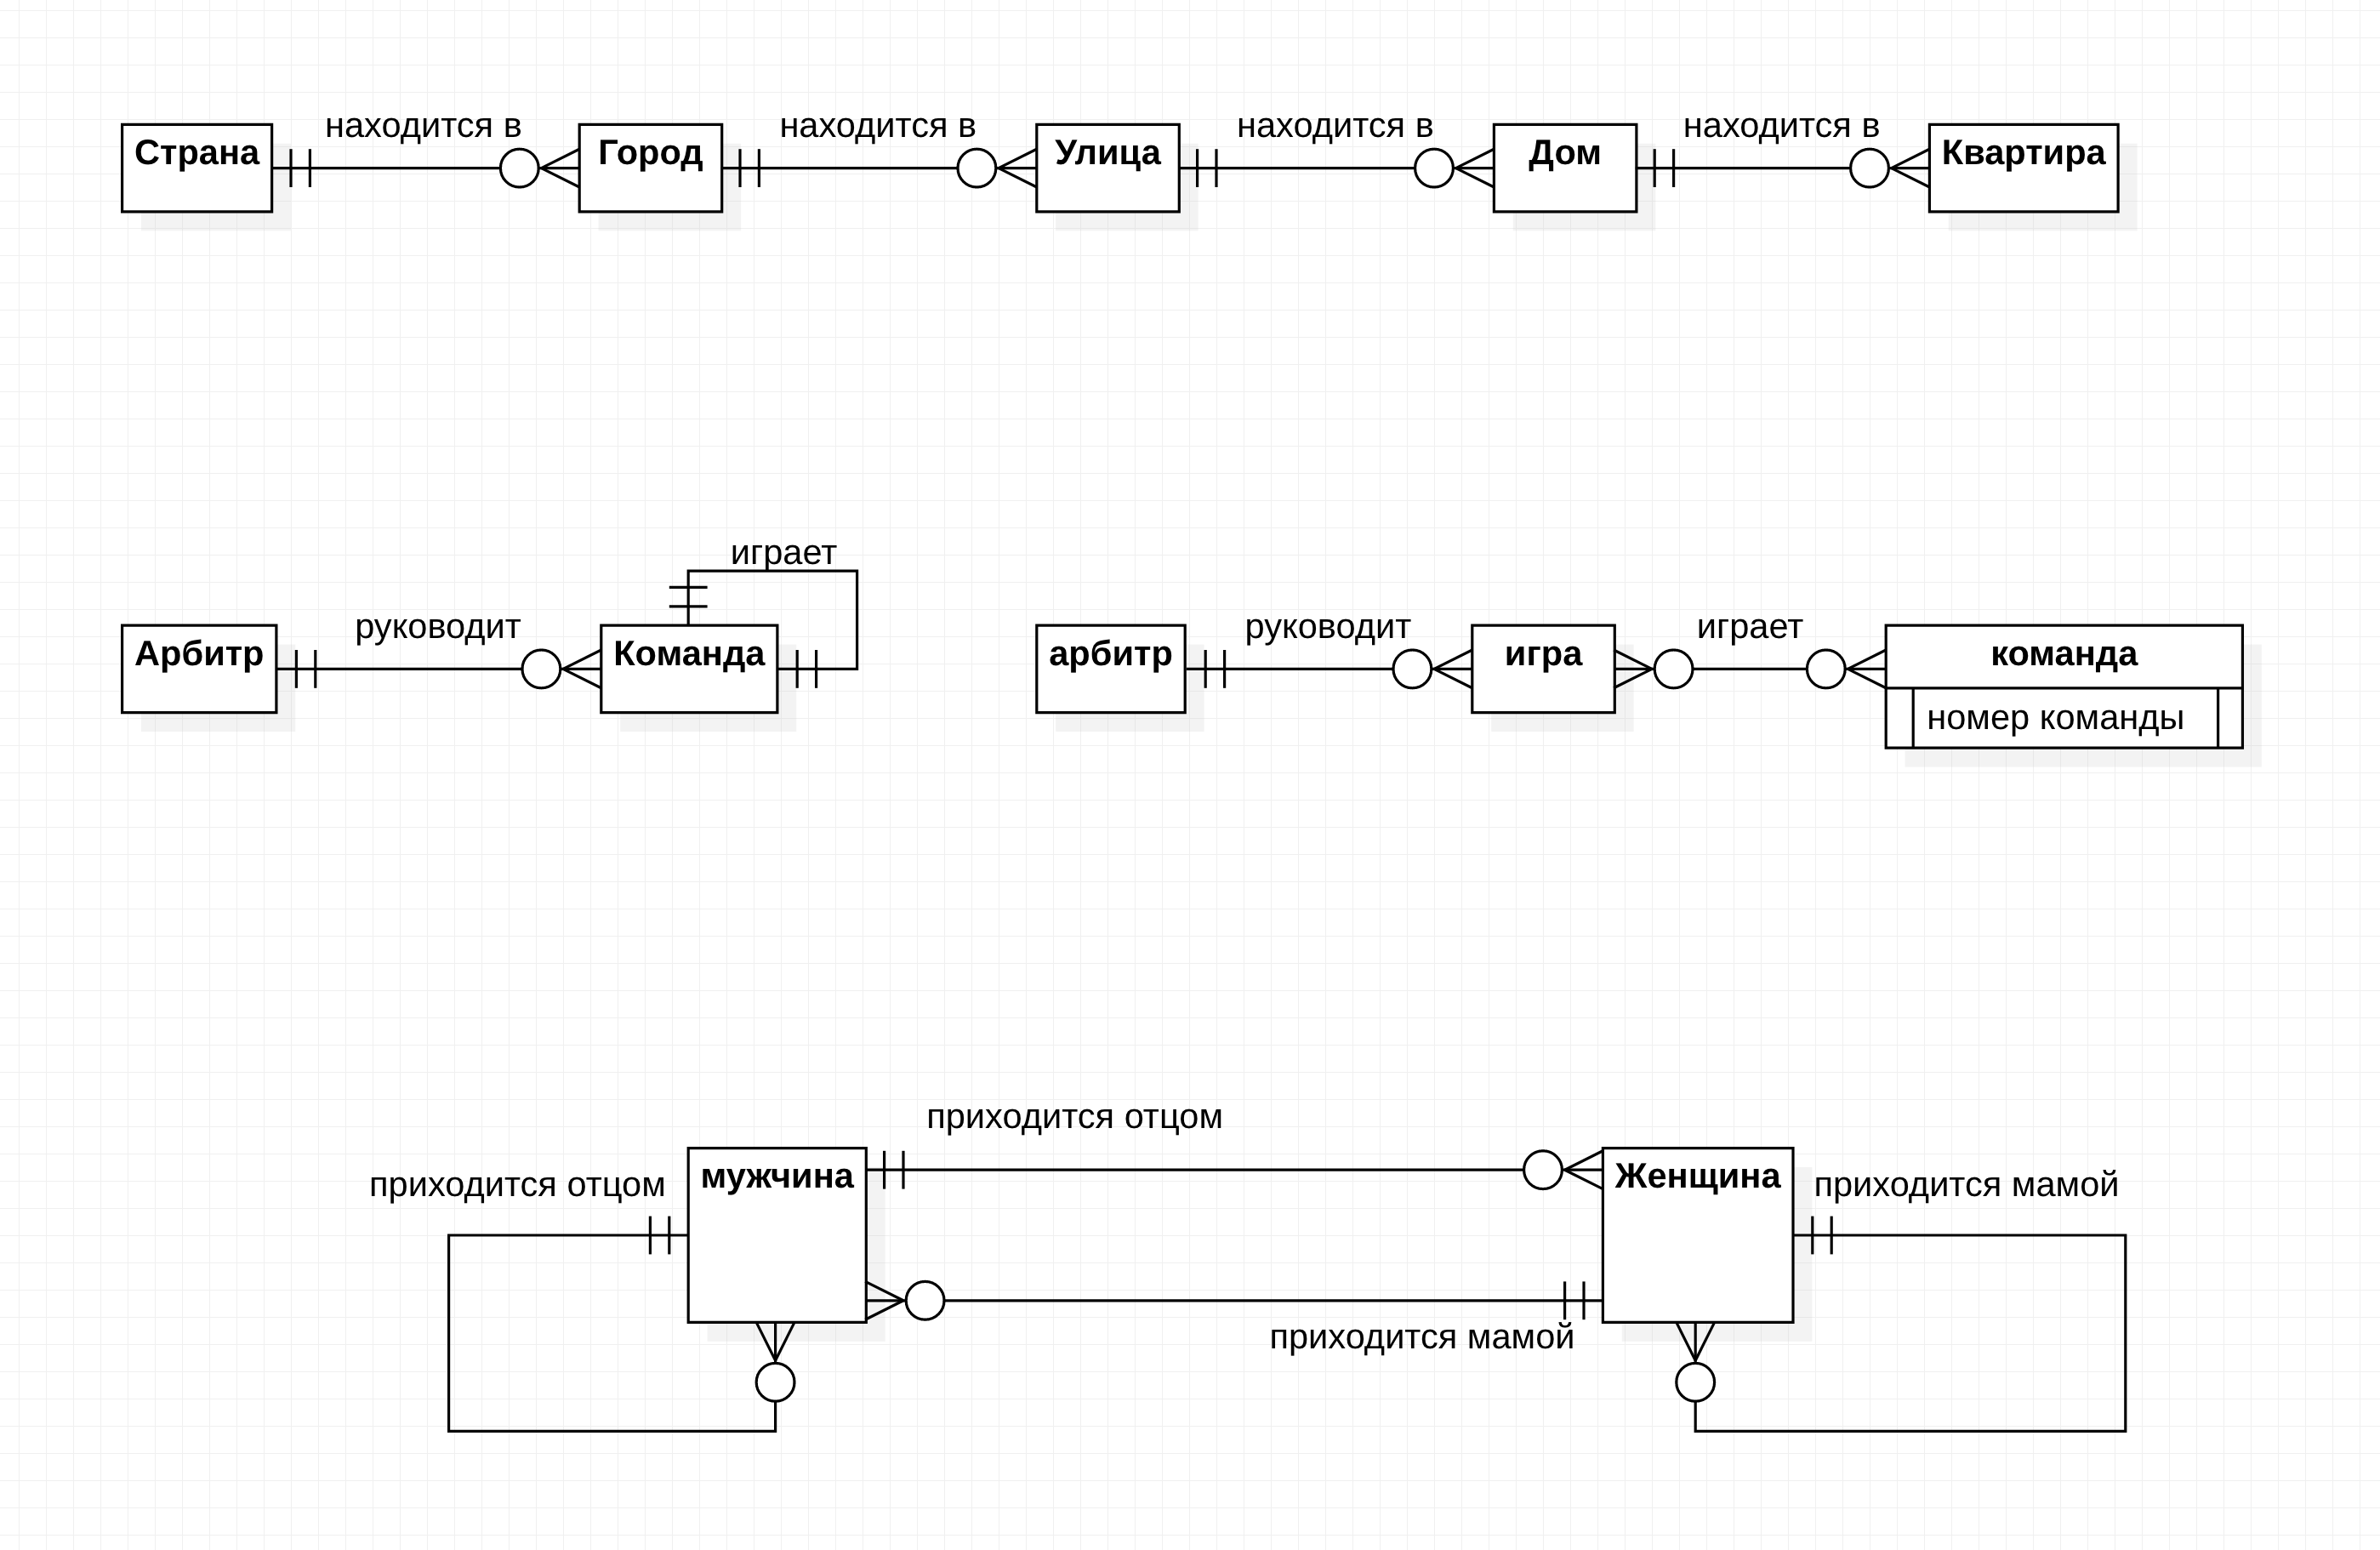 находится в находится в находится в находится в
Страна Город Улица Дом Квартира
играет
руководит руководит играет
Арбитр Команда арбитр игра команда
номер команды
приходится отцом
мужчина Женщина
приходится отцом приходится мамой
приходится мамой